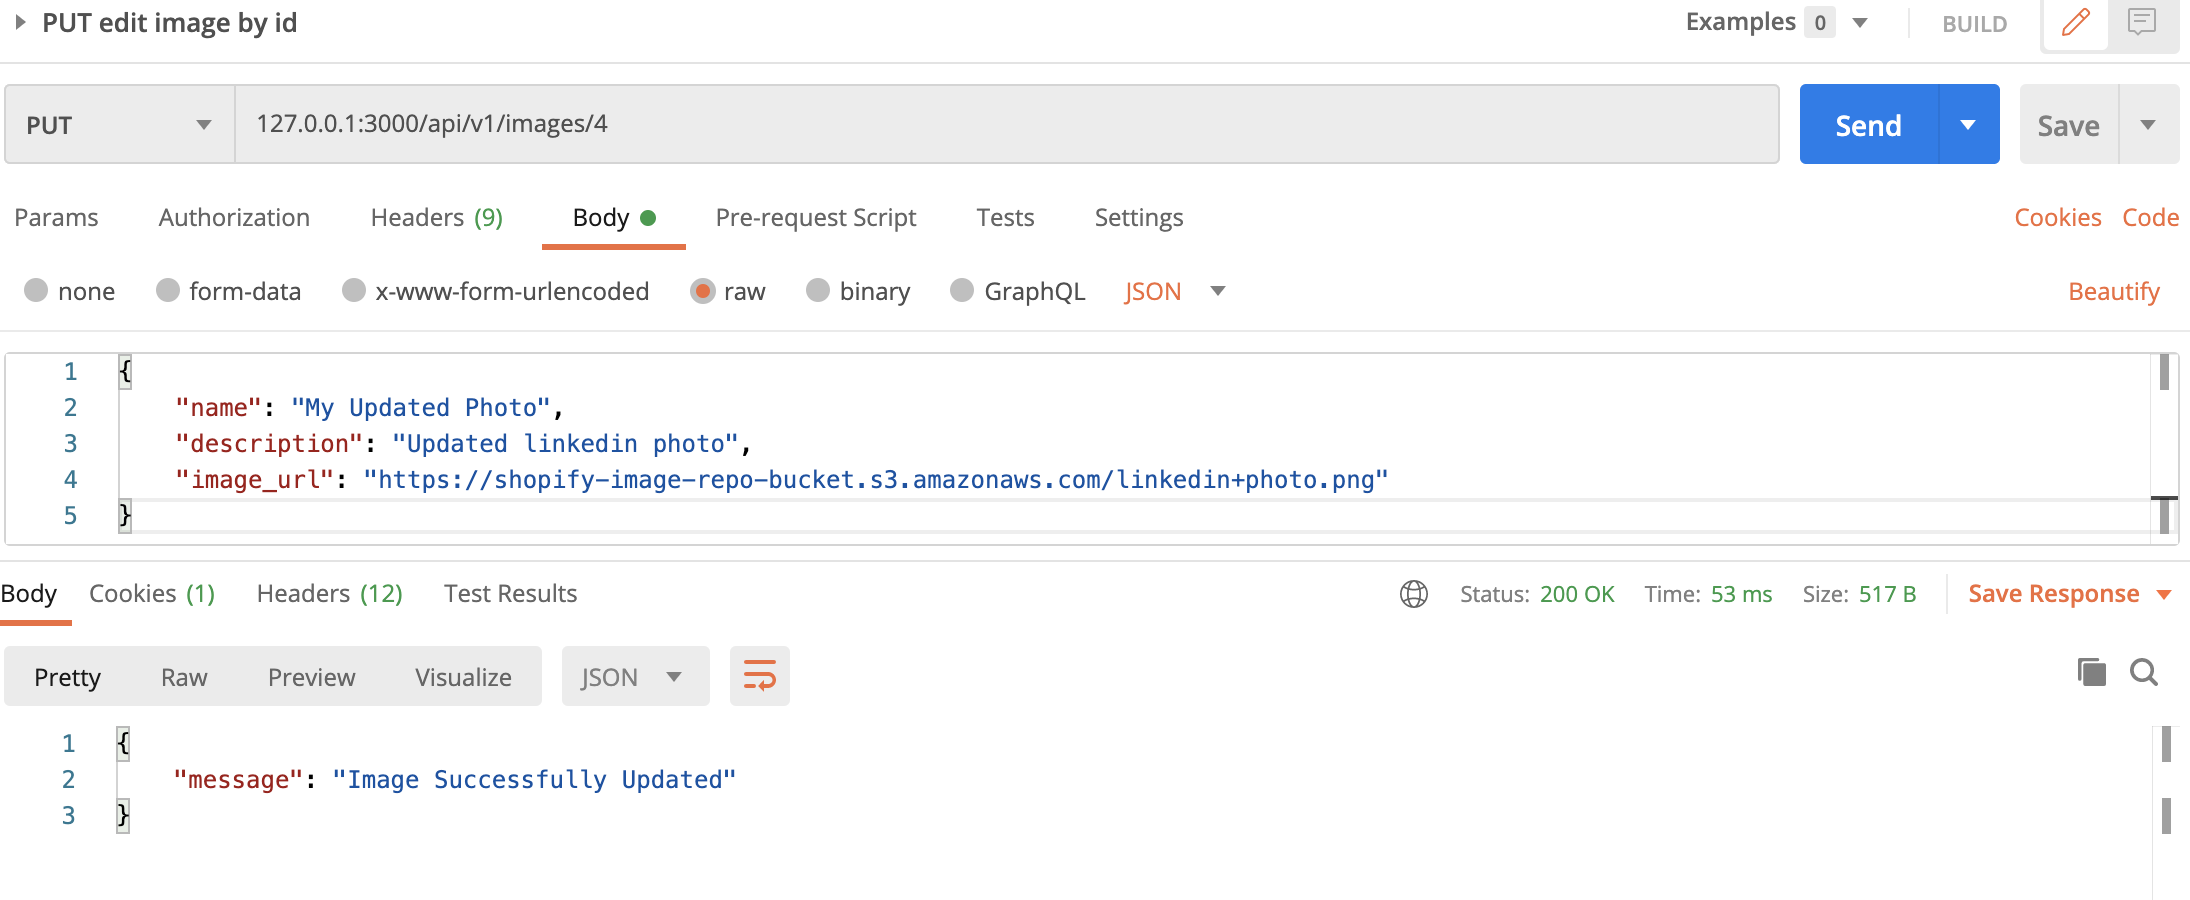 PUT edit image by id
Examples 0 BUILD
PUT 127.0.0.1:3000/api/v1/images/4 Send Save
Params Authorization Headers (9) Body Pre-request Script Tests Settings Cookies Code
none form-data x-www-form-urlencoded raw binary GraphQL JSON Beautify
1 {
2 "name": "My Updated Photo",
3 "description": "Updated linkedin photo",
4 "image_url": "https://shopify-image-repo-bucket.s3.amazonaws.com/linkedin+photo.png"
5 }
Body Cookies (1) Headers (12) Test Results Status: 200 OK Time: 53 ms Size: 517 B Save Response
Pretty Raw Preview Visualize JSON
1 {
2 "message": "Image Successfully Updated"
3 }